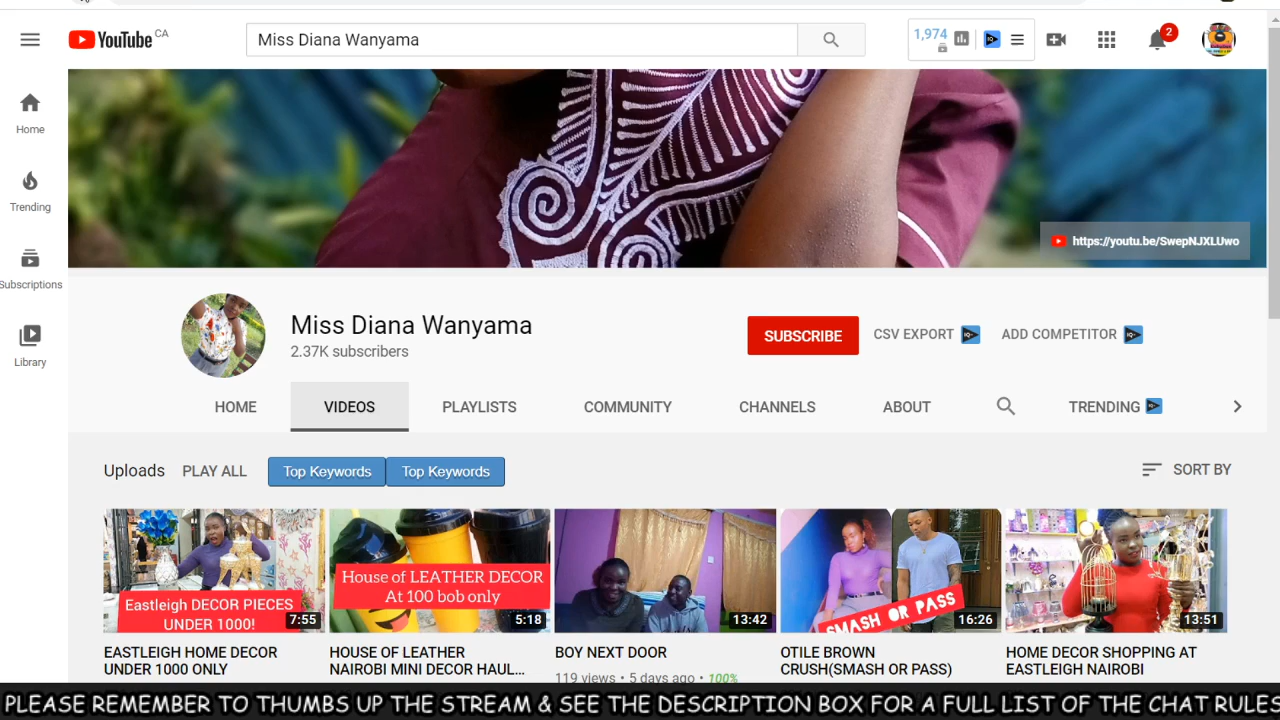 YouTube CA
Miss Diana Wanyama
1,974
2
Home
Trending
Subscriptions
Library
https://youtu.be/SwepNJXLUwo
Miss Diana Wanyama
2.37K subscribers
SUBSCRIBE
CSV EXPORT
ADD COMPETITOR
HOME
VIDEOS
PLAYLISTS
COMMUNITY
CHANNELS
ABOUT
TRENDING
Uploads
PLAY ALL
Top Keywords
Top Keywords
SORT BY
Eastleigh DECOR PIECES
UNDER 1000!
7:55
EASTLEIGH HOME DECOR
UNDER 1000 ONLY
House of LEATHER DECOR
At 100 bob only
5:18
HOUSE OF LEATHER
NAIROBI MINI DECOR HAUL...
13:42
BOY NEXT DOOR
119 views • 5 days ago • 100%
SMASH OR PASS
16:26
OTILE BROWN
CRUSH(SMASH OR PASS)
13:51
HOME DECOR SHOPPING AT
EASTLEIGH NAIROBI
PLEASE REMEMBER TO THUMBS UP THE STREAM & SEE THE DESCRIPTION BOX FOR A FULL LIST OF THE CHAT RULES